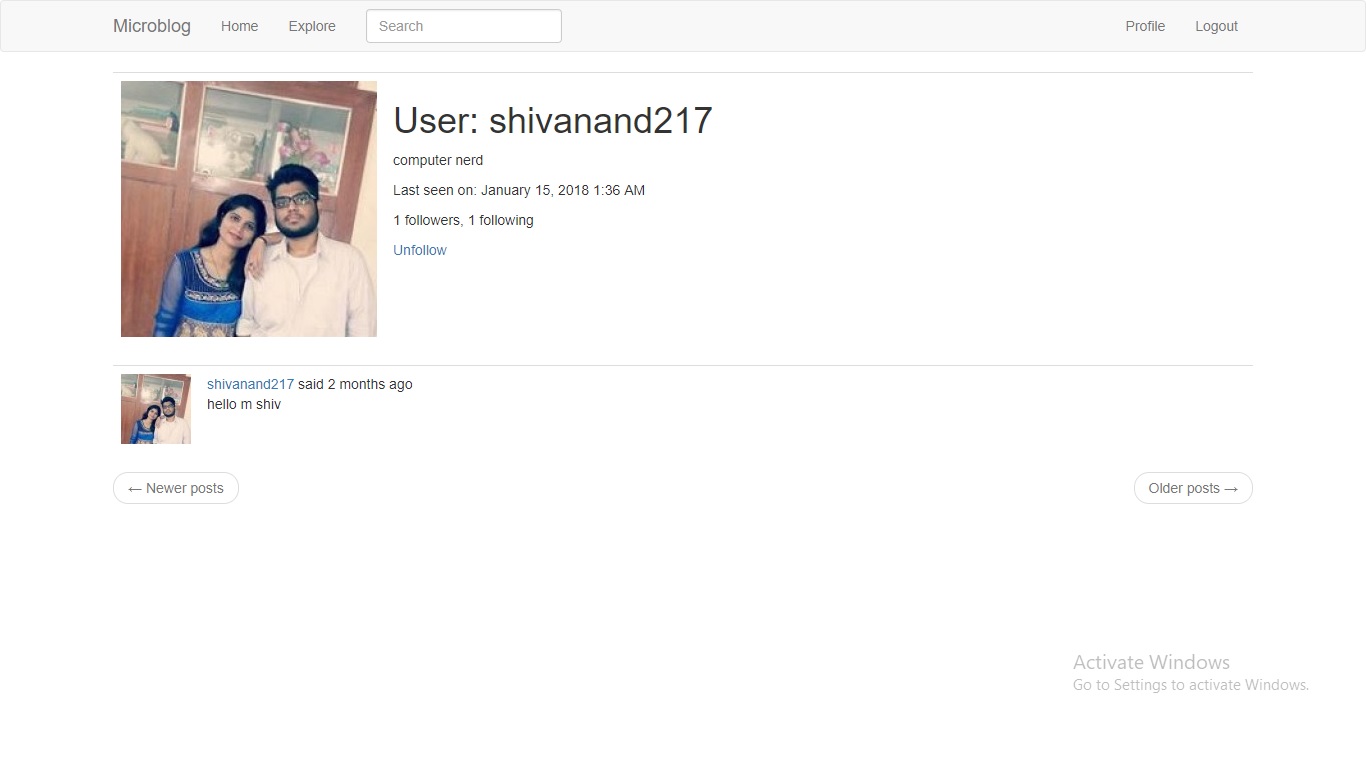 Microblog Home Explore Search Profile Logout
User: shivanand217
computer nerd
Last seen on: January 15, 2018 1:36 AM
1 followers, 1 following
Unfollow
shivanand217 said 2 months ago
hello m shiv
← Newer posts Older posts →
Activate Windows
Go to Settings to activate Windows.